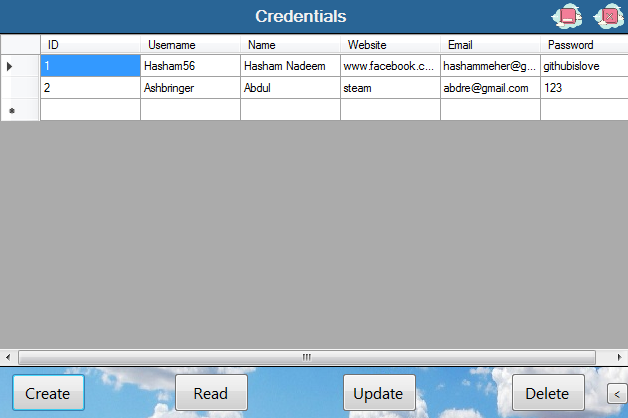 Credentials
ID Username Name Website Email Password
1 Hasham56 Hasham Nadeem www.facebook.c... hashammeher@g... githubislove
2 Ashbringer Abdul steam abdre@gmail.com 123
Create Read Update Delete <